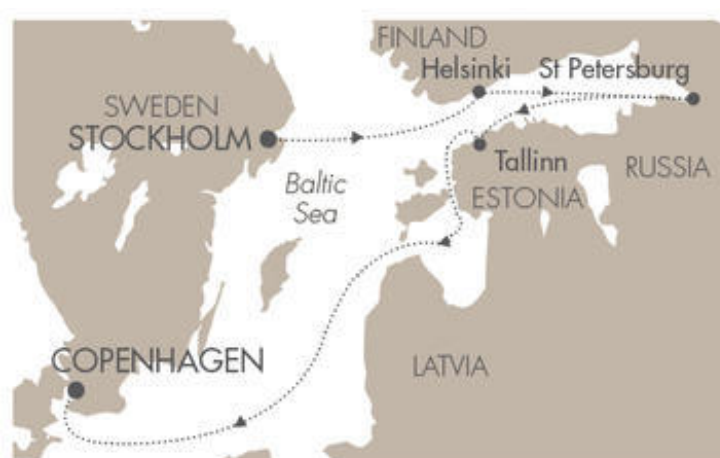 FINLAND
Helsinki
St Petersburg
SWEDEN
STOCKHOLM
Baltic
Sea
Tallinn
RUSSIA
ESTONIA
COPENHAGEN
LATVIA